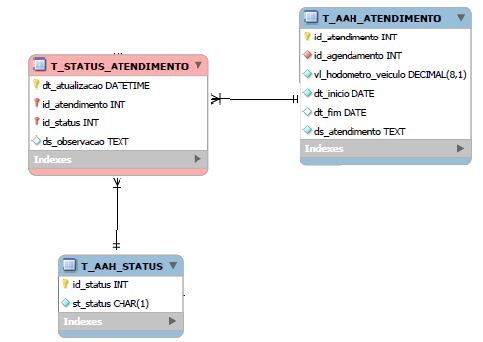 T_AAH_ATENDIMENTO
id_atendimento INT
id_agendamento INT
vl_hodometro_veiculo DECIMAL(8,1)
dt_inicio DATE
dt_fim DATE
ds_atendimento TEXT
Indexes
T_STATUS_ATENDIMENTO
dt_atualizacao DATETIME
id_atendimento INT
id_status INT
ds_observacao TEXT
Indexes
T_AAH_STATUS
id_status INT
st_status CHAR(1)
Indexes